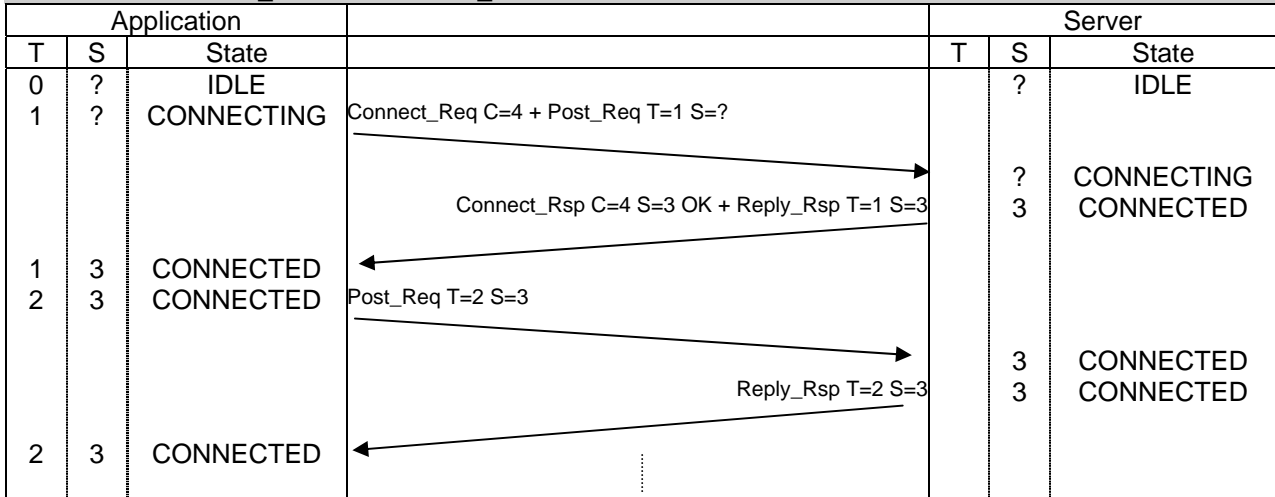 Application Server
T S State T S State
0 ? IDLE ? IDLE
1 ? CONNECTING Connect_Req C=4 + Post_Req T=1 S=?
? CONNECTING
Connect_Rsp C=4 S=3 OK + Reply_Rsp T=1 S=3 3 CONNECTED
1 3 CONNECTED
2 3 CONNECTED Post_Req T=2 S=3
3 CONNECTED
Reply_Rsp T=2 S=3 3 CONNECTED
2 3 CONNECTED